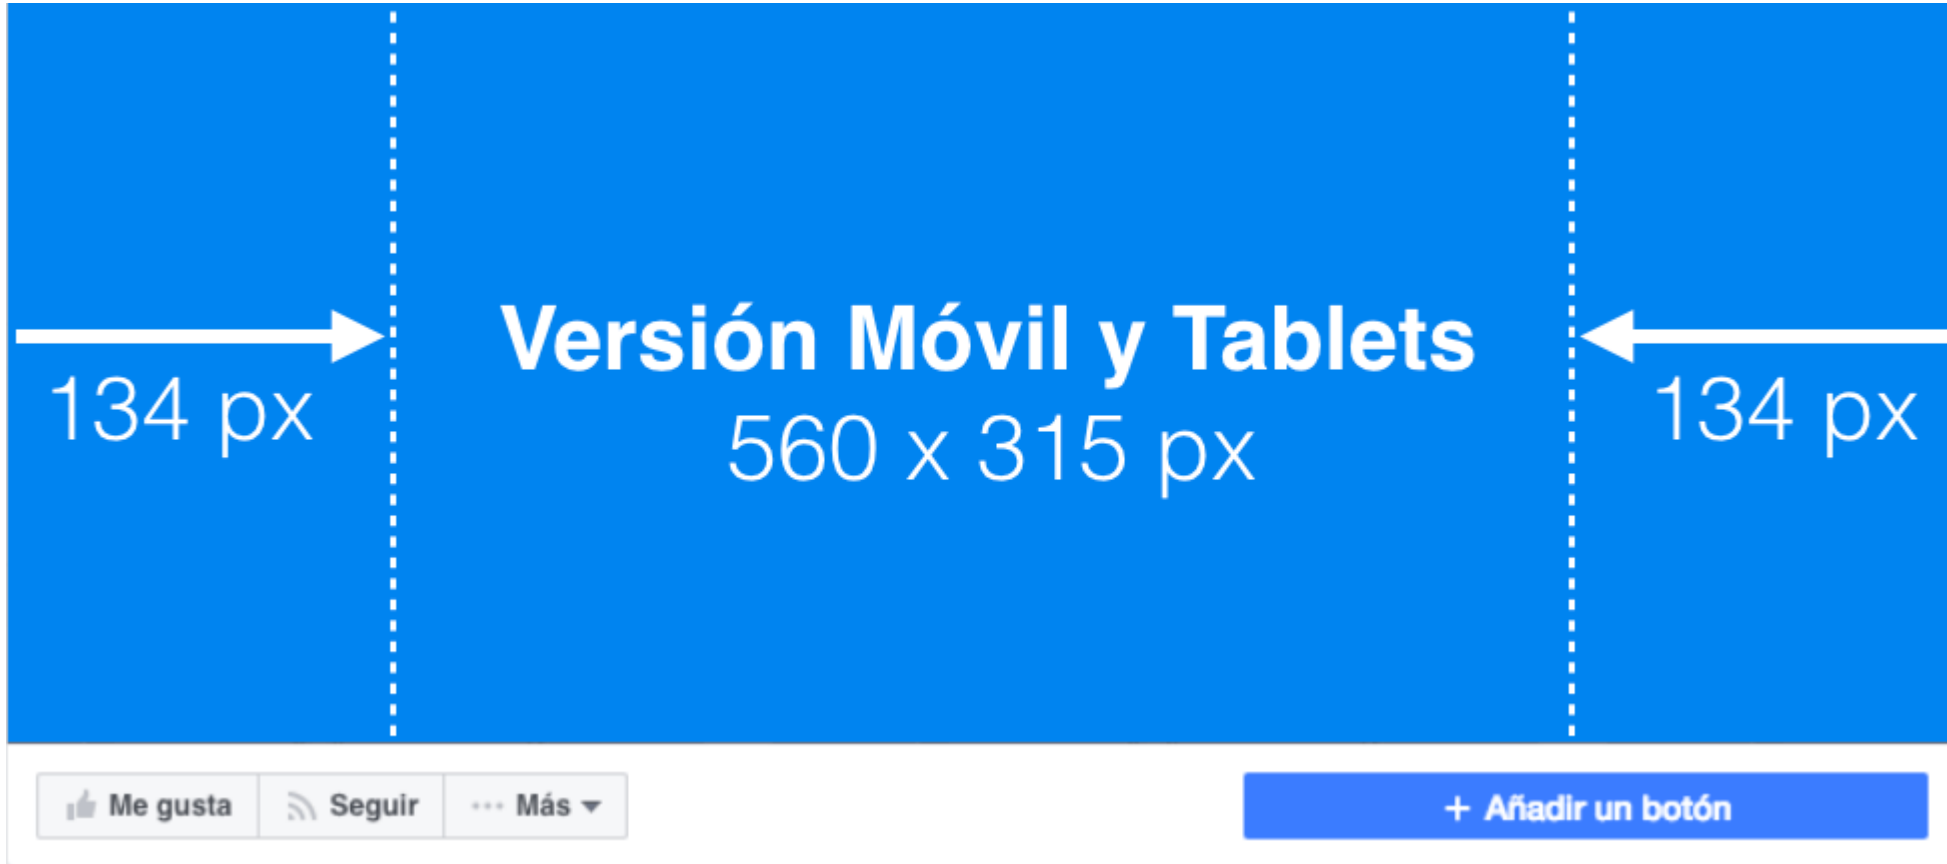 Versión Móvil y Tablets
134 px
560 x 315 px
134 px
Me gusta
Seguir
··· Más
+ Añadir un botón